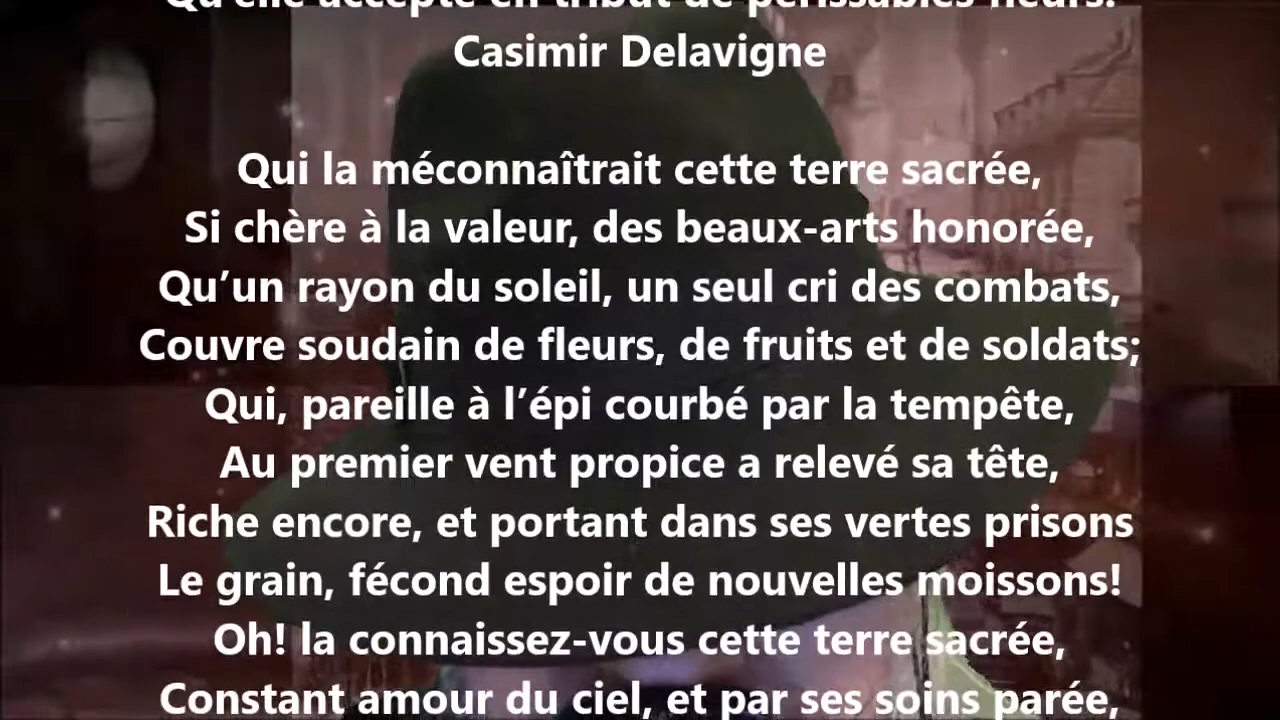 Qu'elle accepte en tribut de périssables fleurs.
Casimir Delavigne
Qui la méconnaîtrait cette terre sacrée,
Si chère à la valeur, des beaux-arts honorée,
Qu’un rayon du soleil, un seul cri des combats,
Couvre soudain de fleurs, de fruits et de soldats;
Qui, pareille à l’épi courbé par la tempête,
Au premier vent propice a relevé sa tête,
Riche encore, et portant dans ses vertes prisons
Le grain, fécond espoir de nouvelles moissons!
Oh! la connaissez-vous cette terre sacrée,
Constant amour du ciel, et par ses soins parée,